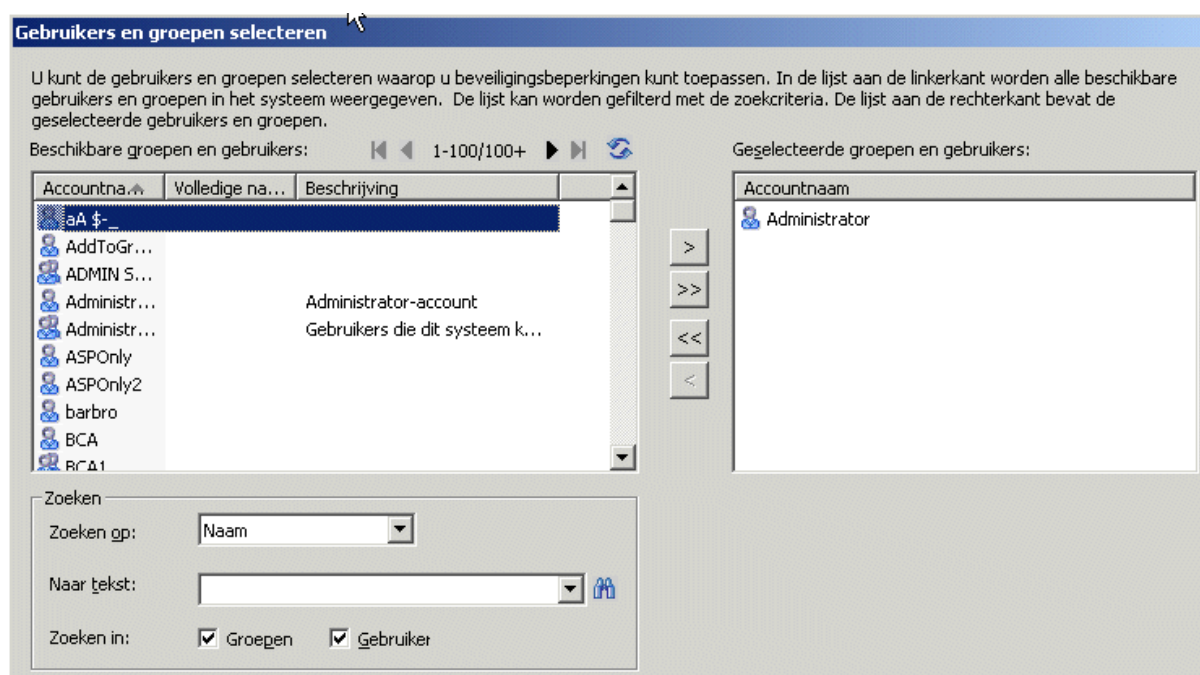 Gebruikers en groepen selecteren
U kunt de gebruikers en groepen selecteren waarop u beveiligingsbeperkingen kunt toepassen. In de lijst aan de linkerkant worden alle beschikbare
gebruikers en groepen in het systeem weergegeven. De lijst kan worden gefilterd met de zoekcriteria. De lijst aan de rechterkant bevat de
geselecteerde gebruikers en groepen.
Beschikbare groepen en gebruikers: 1-100/100+
Accountna... Volledige na... Beschrijving
aA $-_
AddToGr...
ADMIN S...
Administr... Administrator-account
Administr... Gebruikers die dit systeem k...
ASPOnly
ASPOnly2
barbro
BCA
BCA1
>
>>
<<
<
Geselecteerde groepen en gebruikers:
Accountnaam
Administrator
Zoeken
Zoeken op: Naam
Naar tekst:
Zoeken in: Groepen Gebruiker